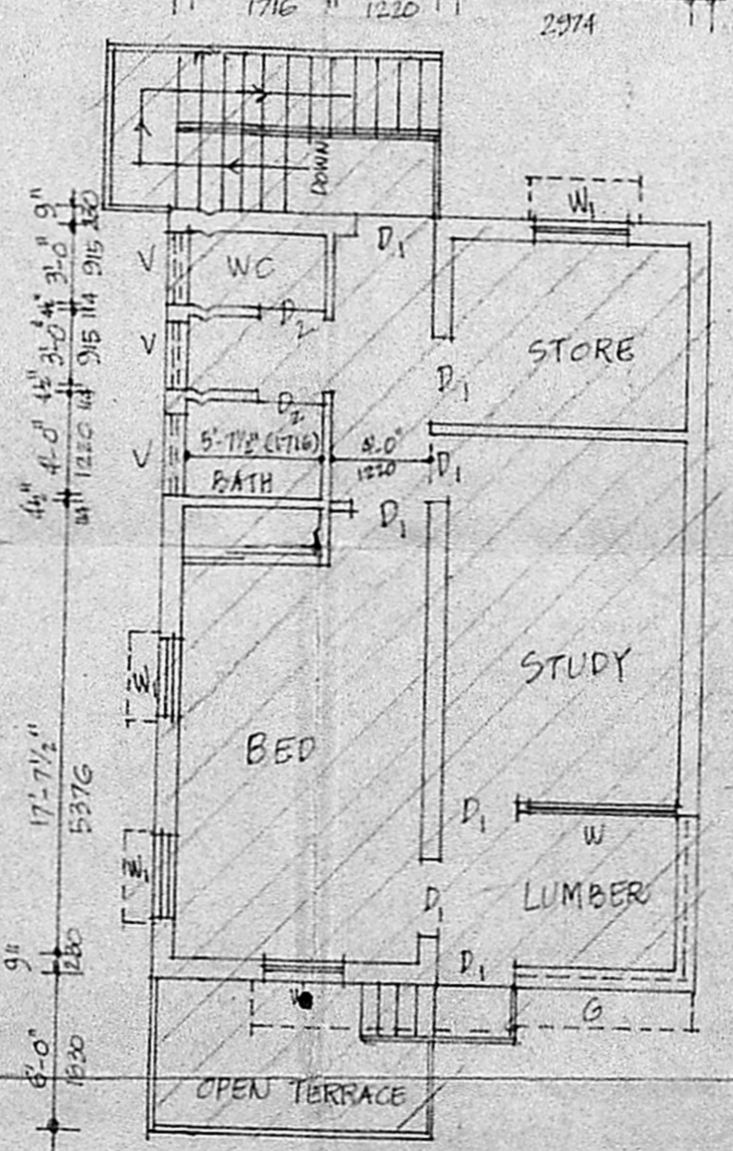 1716
1220
2974
DOWN
W1
D1
9"
230
3'-0"
915
4½"
114
3'-0"
915
4½"
114
4'-0"
1220
4½"
114
V
V
V
WC
D2
D2
STORE
D1
5'-7½" (1716)
4'-0"
1220
D1
BATH
D1
STUDY
W1
BED
17'-7½"
5376
D1
W
W1
LUMBER
D1
9"
230
D1
W
G
6'-0"
1830
OPEN TERRACE